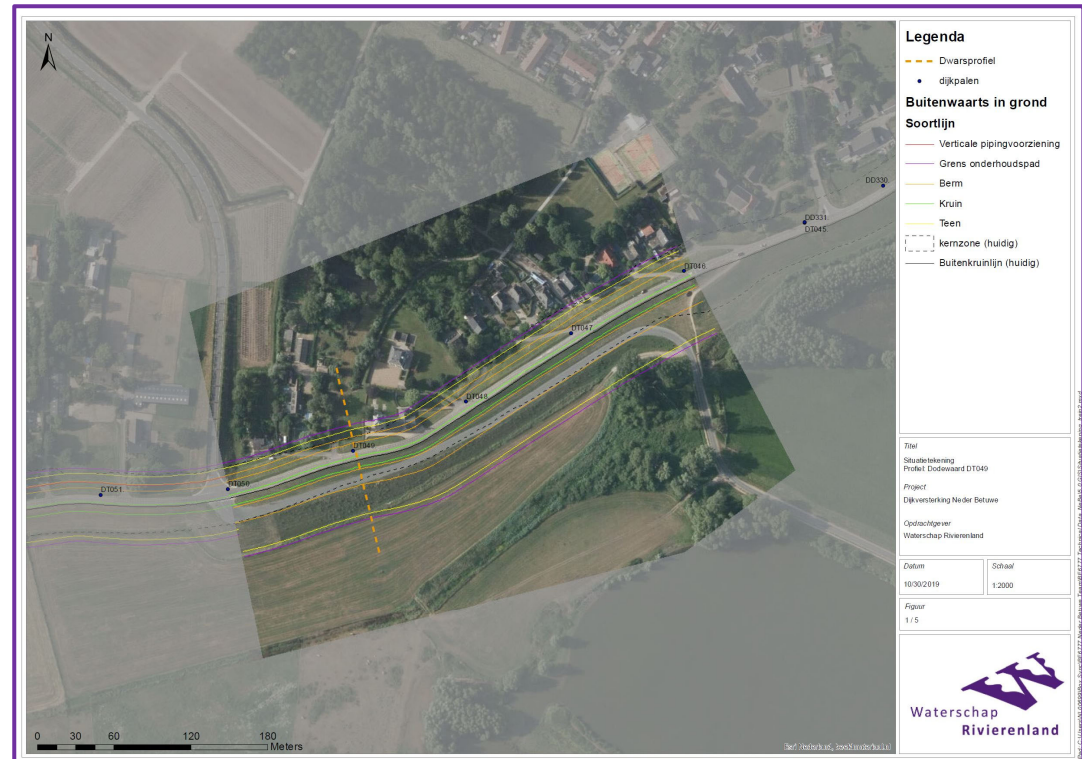 N
DD330
DD331
DT045
DT046
DT047
DT048
DT049
DT050
DT051
0 30 60 120 180
Meters
Legenda
Dwarsprofiel
dijkpalen
Buitenwaarts in grond
Soortlijn
Verticale pipingvoorziening
Grens onderhoudspad
Berm
Kruin
Teen
kernzone (huidig)
Buitenkruinlijn (huidig)
Titel
Situatietekening
Profiel: Dodewaard DT049
Project
Dijkversterking Neder Betuwe
Opdrachtgever
Waterschap Rivierenland
Datum
10/30/2019
Schaal
1:2000
Figuur
1 / 5
Waterschap
Rivierenland